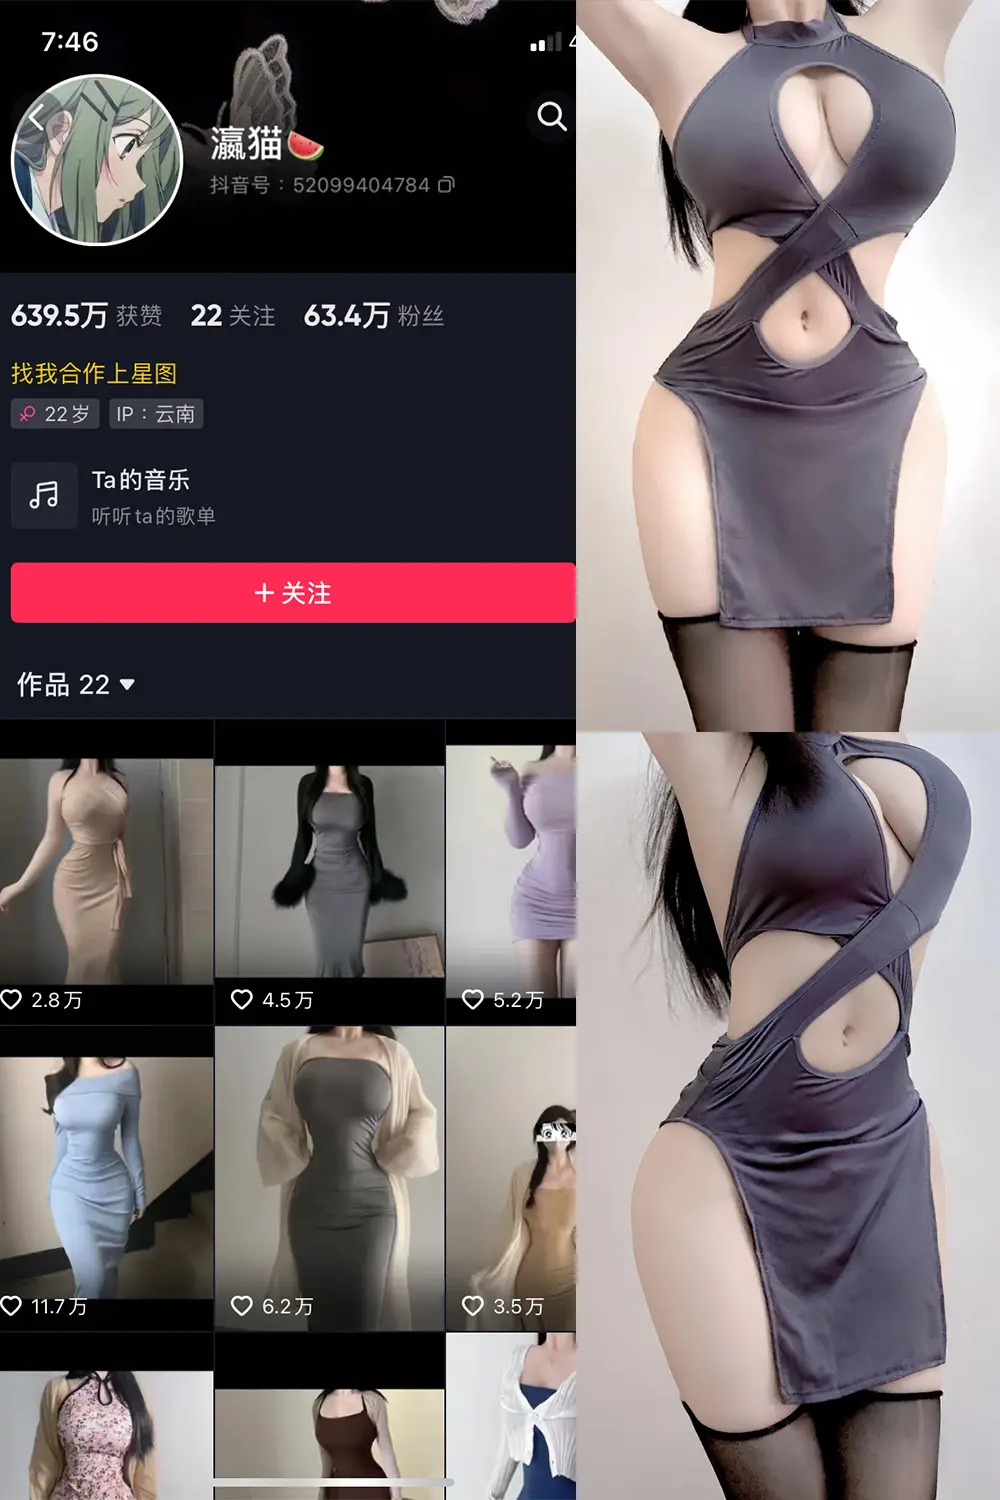 7:46
瀛猫🍉
抖音号：52099404784
639.5万 获赞 22 关注 63.4万 粉丝
找我合作上星图
22岁 IP：云南
Ta的音乐
听听ta的歌单
+ 关注
作品 22
2.8万 4.5万 5.2万
11.7万 6.2万 3.5万